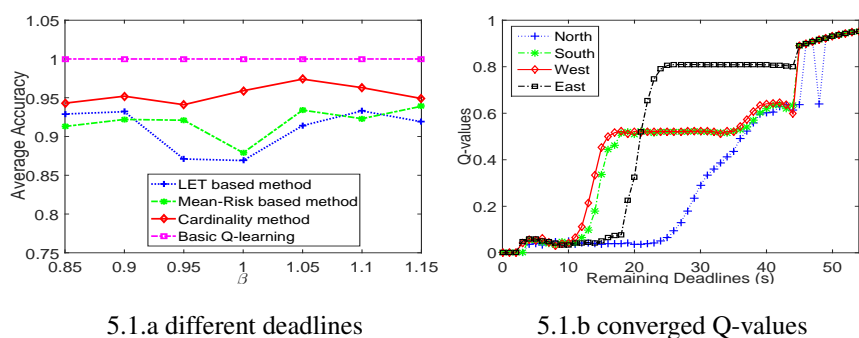 1.05
1
0.95
0.9
0.85
0.8
0.75
Average Accuracy
LET based method
Mean-Risk based method
Cardinality method
Basic Q-learning
0.85 0.9 0.95 1 1.05 1.1 1.15
β
5.1.a different deadlines
1
0.8
0.6
0.4
0.2
0
Q-values
North
South
West
East
0 10 20 30 40 50
Remaining Deadlines (s)
5.1.b converged Q-values